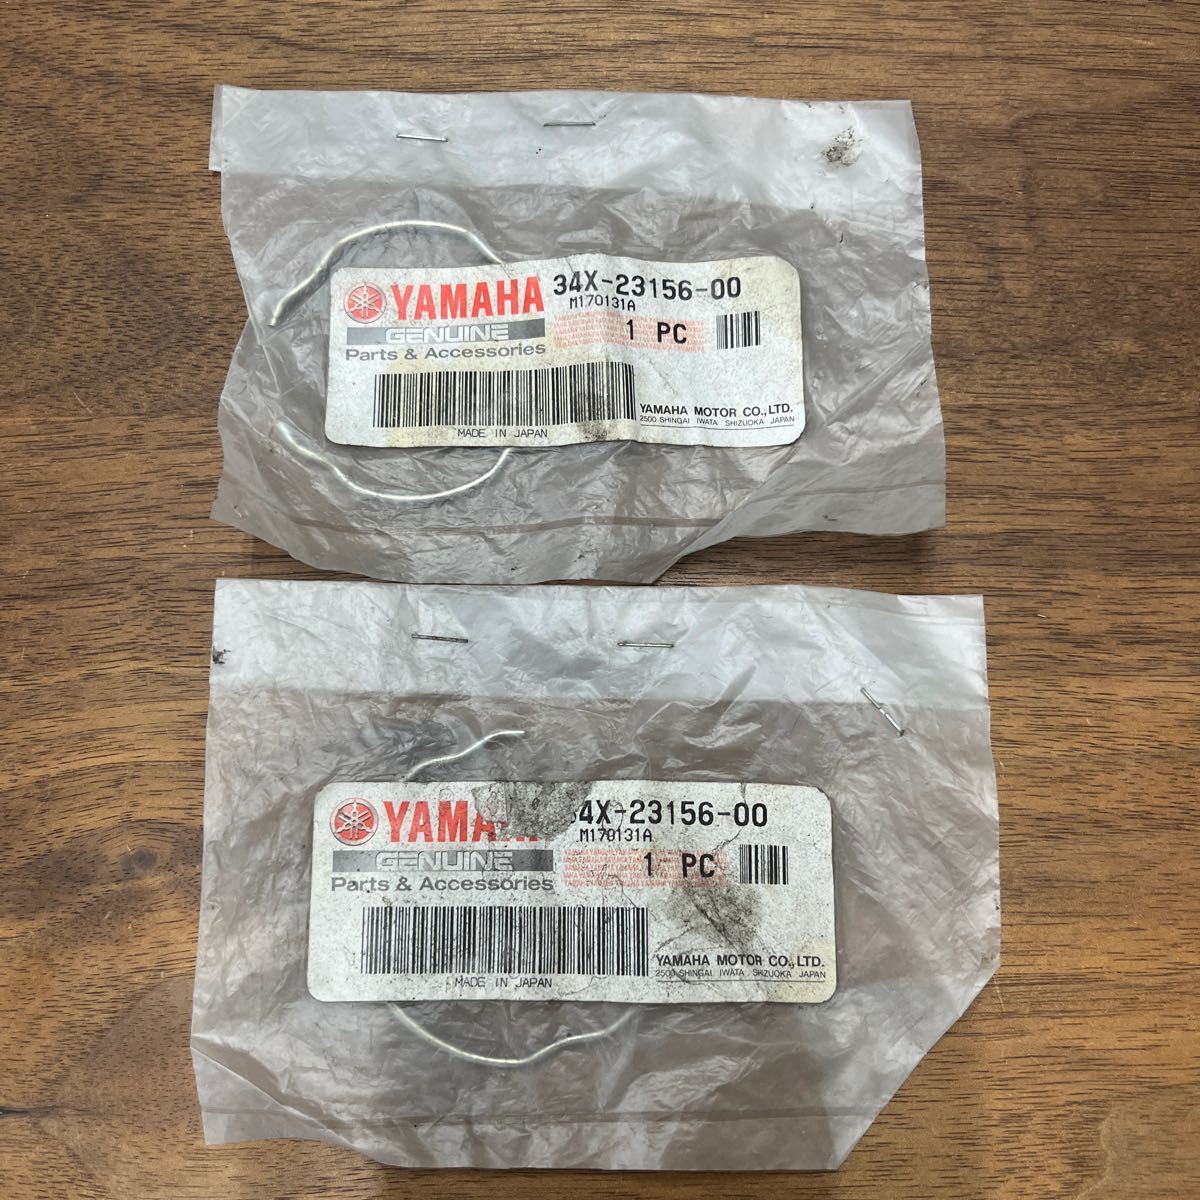 YAMAHA 34X-23156-00
M170131A
GENUINE 1 PC
Parts & Accessories
YAMAHA MOTOR CO.,LTD.
2500 SHINGAI IWATA SHIZUOKA JAPAN
MADE IN JAPAN
34X-23156-00
M170131A
GENUINE 1 PC
Parts & Accessories
YAMAHA MOTOR CO.,LTD.
2500 SHINGAI IWATA SHIZUOKA JAPAN
MADE IN JAPAN